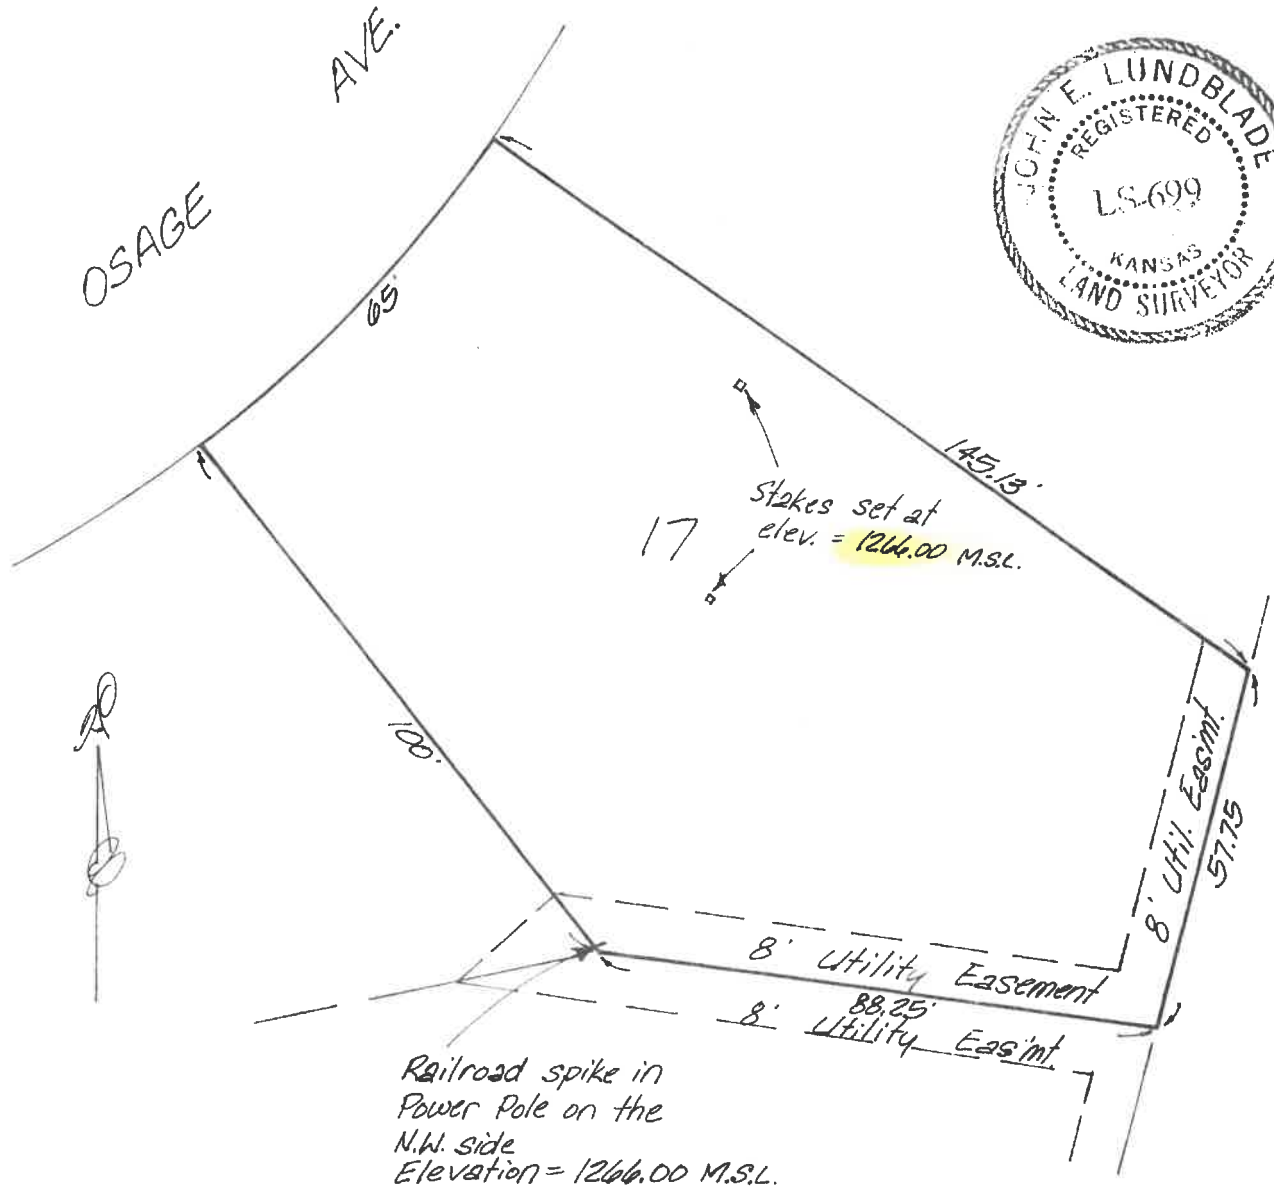 AVE.
OSAGE
JOHN E. LUNDBLADE
REGISTERED
LS-699
KANSAS
LAND SURVEYOR
65'
145.13'
Stakes set at
elev. = 1266.00 M.S.L.
17
100'
8' Util. Eas'mt.
57.75
8' Utility Easement
88.25'
8' Utility Eas'mt.
Railroad spike in
Power Pole on the
N.W. side
Elevation = 1266.00 M.S.L.